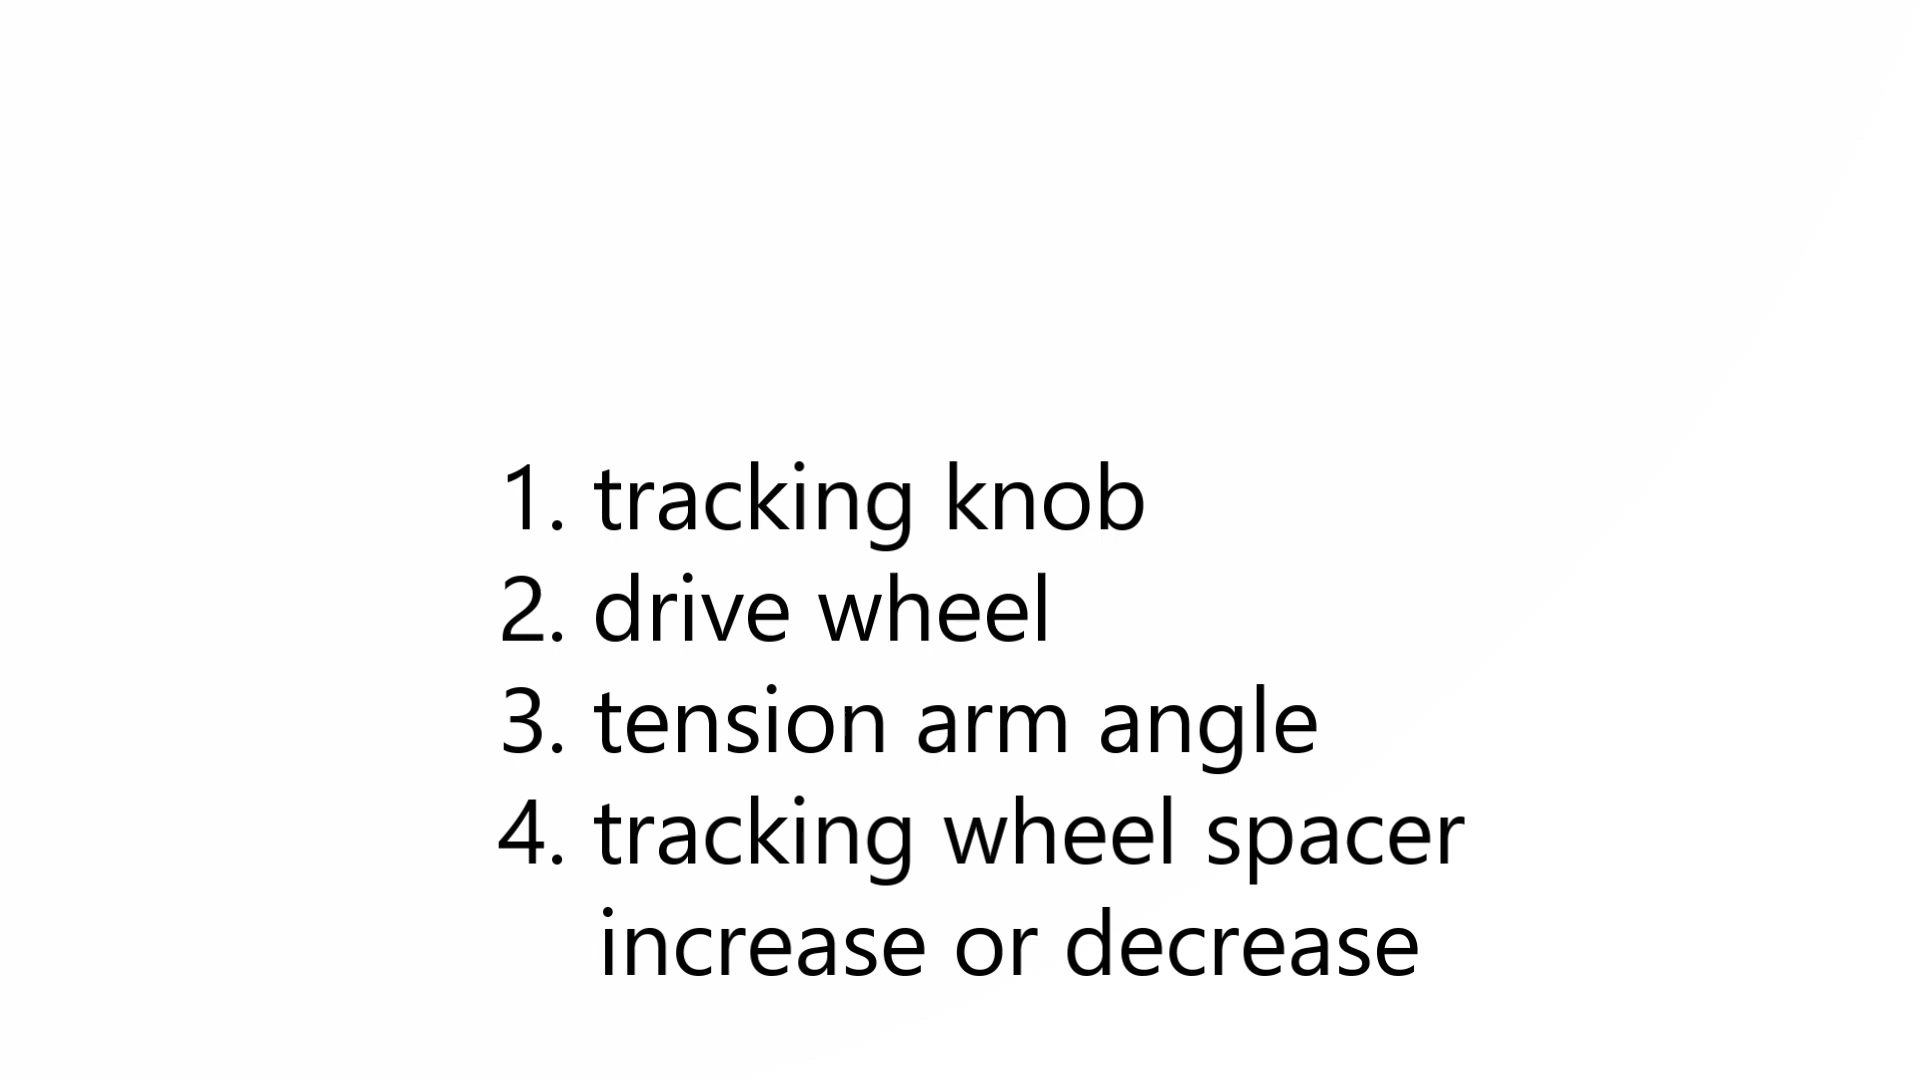 1. tracking knob
2. drive wheel
3. tension arm angle
4. tracking wheel spacer
increase or decrease